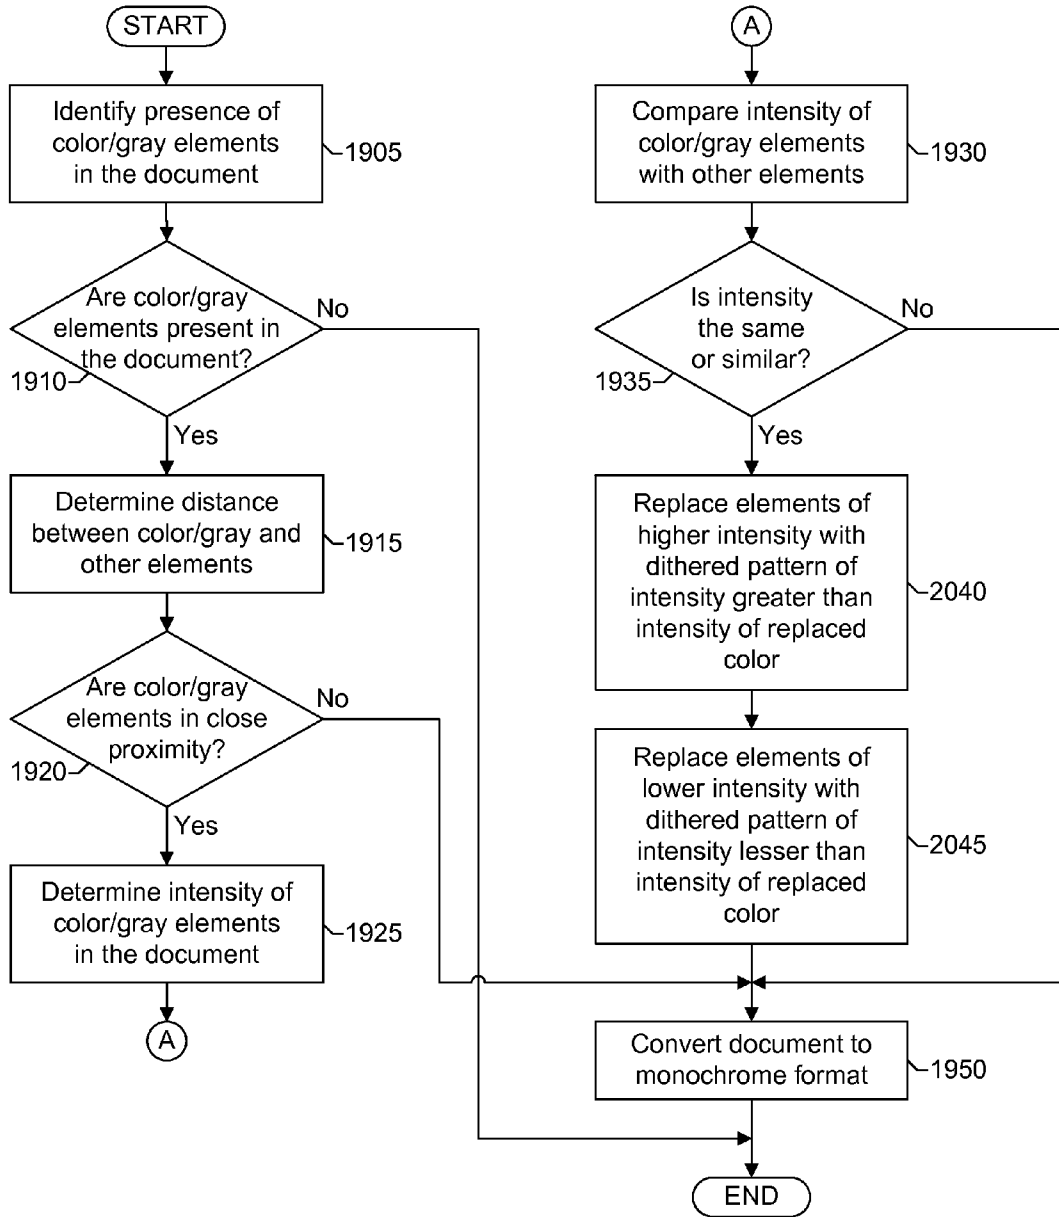 START
Identify presence of
color/gray elements
in the document
1905
Are color/gray
elements present in
the document?
No
1910
Yes
Determine distance
between color/gray and
other elements
1915
Are color/gray
elements in close
proximity?
No
1920
Yes
Determine intensity of
color/gray elements
in the document
1925
A
A
Compare intensity of
color/gray elements
with other elements
1930
Is intensity
the same
or similar?
No
1935
Yes
Replace elements of
higher intensity with
dithered pattern of
intensity greater than
intensity of replaced
color
2040
Replace elements of
lower intensity with
dithered pattern of
intensity lesser than
intensity of replaced
color
2045
Convert document to
monochrome format
1950
END